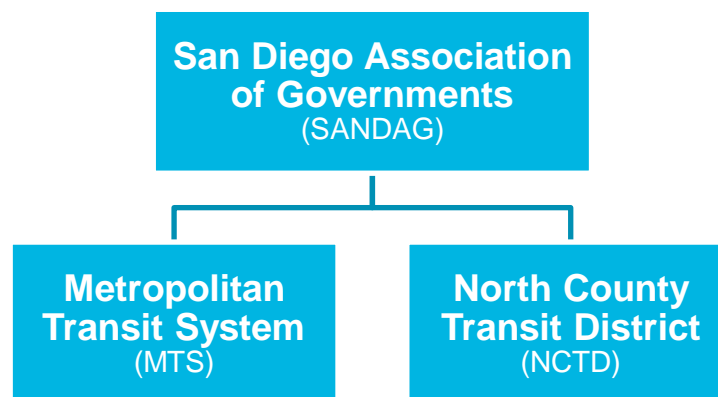 San Diego Association
of Governments
(SANDAG)
Metropolitan
Transit System
(MTS)
North County
Transit District
(NCTD)